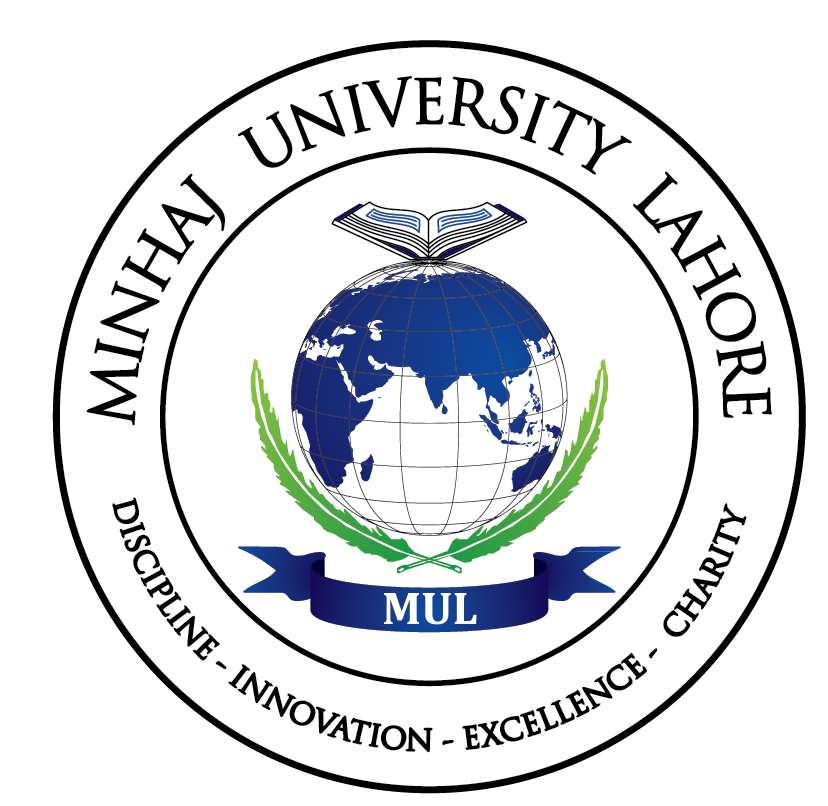 MINHAJ UNIVERSITY LAHORE
MUL
DISCIPLINE - INNOVATION - EXCELLENCE - CHARITY